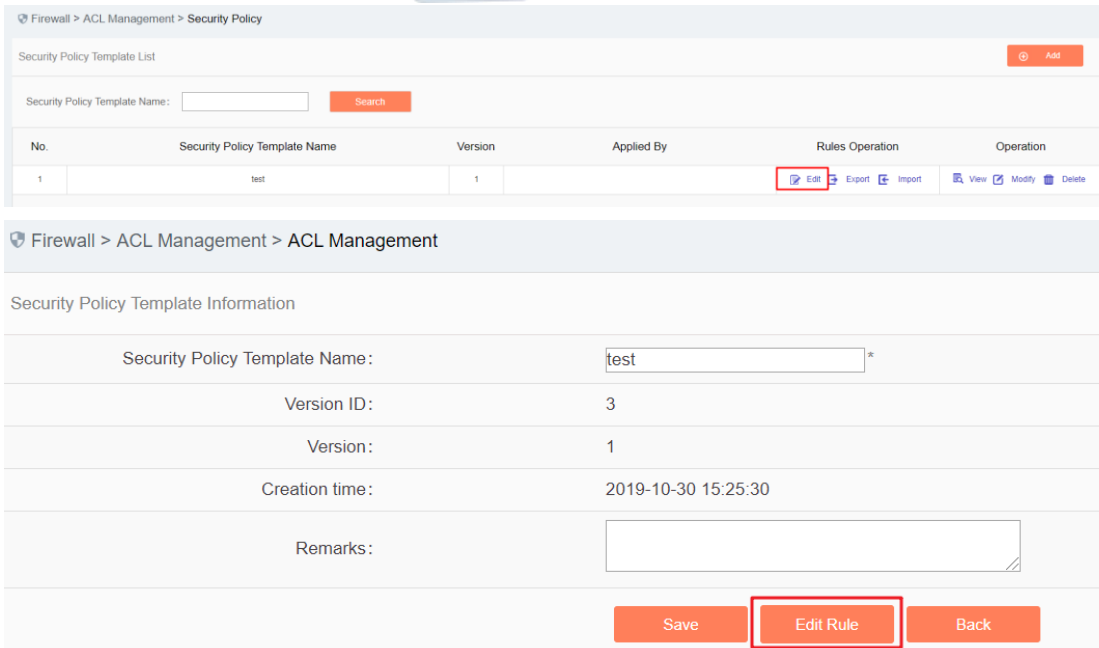 Firewall > ACL Management > Security Policy
Security Policy Template List
Add
Security Policy Template Name:
Search
No. Security Policy Template Name Version Applied By Rules Operation Operation
1 test 1 Edit Export Import View Modify Delete
Firewall > ACL Management > ACL Management
Security Policy Template Information
Security Policy Template Name: test *
Version ID: 3
Version: 1
Creation time: 2019-10-30 15:25:30
Remarks:
Save Edit Rule Back